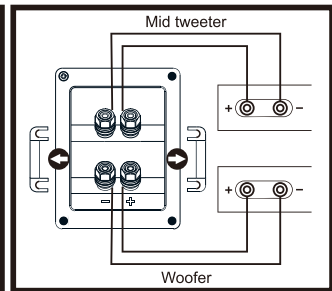 Mid tweeter
+ −
− +
+ −
Woofer